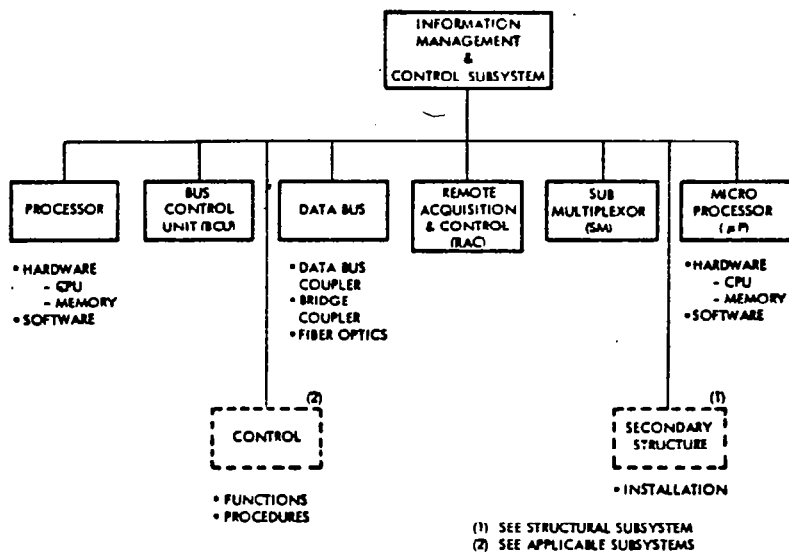 INFORMATION
MANAGEMENT
&
CONTROL SUBSYSTEM
PROCESSOR
• HARDWARE
- CPU
- MEMORY
• SOFTWARE
BUS
CONTROL
UNIT (BCU)
DATA BUS
• DATA BUS
COUPLER
• BRIDGE
COUPLER
• FIBER OPTICS
REMOTE
ACQUISITION
& CONTROL
(RAC)
SUB
MULTIPLEXOR
(SM)
MICRO
PROCESSOR
(μP)
• HARDWARE
- CPU
- MEMORY
• SOFTWARE
(2)
CONTROL
• FUNCTIONS
• PROCEDURES
(1)
SECONDARY
STRUCTURE
• INSTALLATION
(1) SEE STRUCTURAL SUBSYSTEM
(2) SEE APPLICABLE SUBSYSTEMS